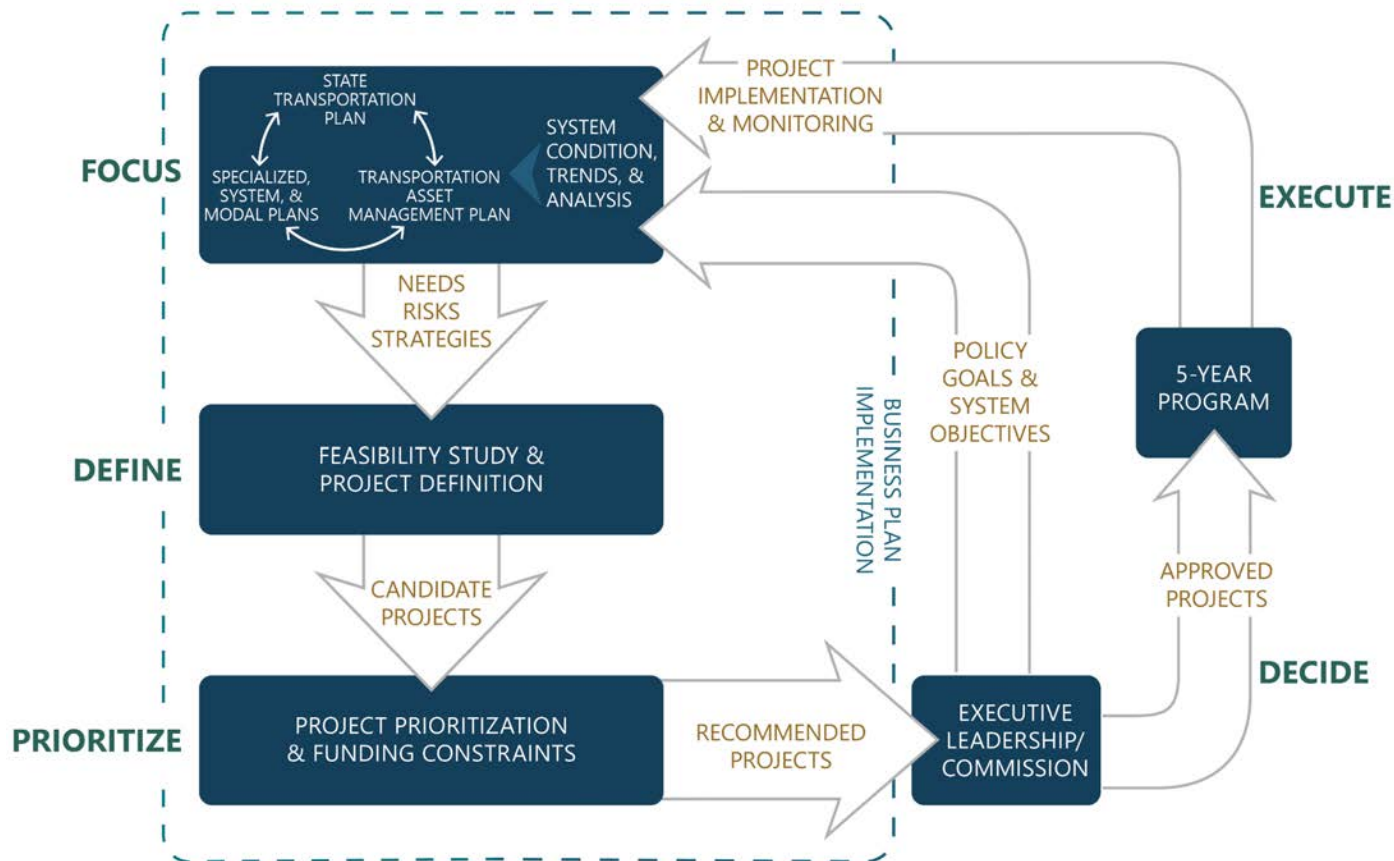 FOCUS
STATE
TRANSPORTATION
PLAN
SPECIALIZED,
SYSTEM, &
MODAL PLANS
TRANSPORTATION
ASSET
MANAGEMENT PLAN
SYSTEM
CONDITION,
TRENDS, &
ANALYSIS
PROJECT
IMPLEMENTATION
& MONITORING
EXECUTE
NEEDS
RISKS
STRATEGIES
POLICY
GOALS &
SYSTEM
OBJECTIVES
5-YEAR
PROGRAM
DEFINE
FEASIBILITY STUDY &
PROJECT DEFINITION
BUSINESS PLAN
IMPLEMENTATION
CANDIDATE
PROJECTS
APPROVED
PROJECTS
DECIDE
PRIORITIZE
PROJECT PRIORITIZATION
& FUNDING CONSTRAINTS
RECOMMENDED
PROJECTS
EXECUTIVE
LEADERSHIP/
COMMISSION